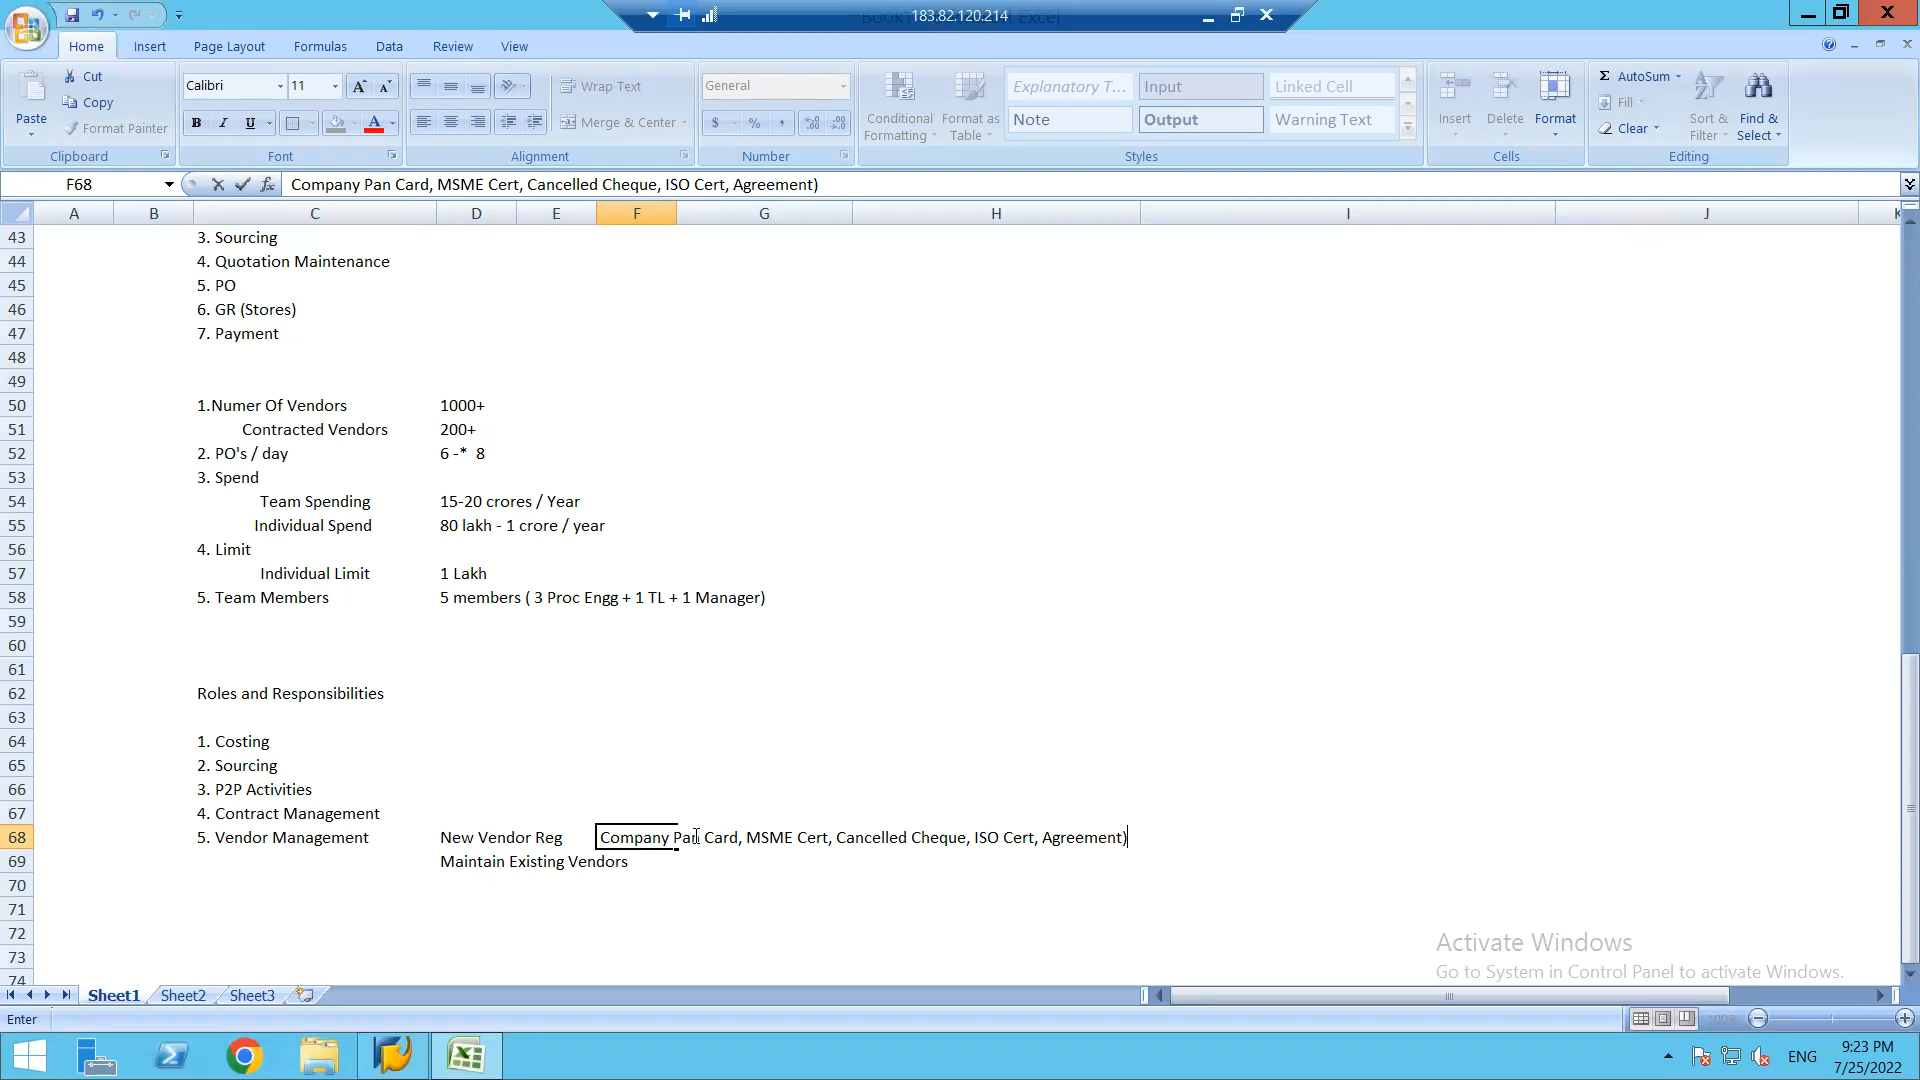 183.82.120.214
Home Insert Page Layout Formulas Data Review View
Paste
Cut
Copy
Format Painter
Clipboard
Calibri 11
B I U
Font
Wrap Text
Merge & Center
Alignment
General
$ % ,
Number
Conditional Formatting
Format as Table
Explanatory T... Input Linked Cell
Note Output Warning Text
Styles
Insert Delete Format
Cells
Σ AutoSum
Fill
Clear
Sort & Filter
Find & Select
Editing
F68 fx Company Pan Card, MSME Cert, Cancelled Cheque, ISO Cert, Agreement)
A B C D E F G H I J K
43 3. Sourcing
44 4. Quotation Maintenance
45 5. PO
46 6. GR (Stores)
47 7. Payment
48
49
50 1.Numer Of Vendors 1000+
51 Contracted Vendors 200+
52 2. PO's / day 6 -* 8
53 3. Spend
54 Team Spending 15-20 crores / Year
55 Individual Spend 80 lakh - 1 crore / year
56 4. Limit
57 Individual Limit 1 Lakh
58 5. Team Members 5 members ( 3 Proc Engg + 1 TL + 1 Manager)
59
60
61
62 Roles and Responsibilities
63
64 1. Costing
65 2. Sourcing
66 3. P2P Activities
67 4. Contract Management
68 5. Vendor Management New Vendor Reg Company Pan Card, MSME Cert, Cancelled Cheque, ISO Cert, Agreement)
69 Maintain Existing Vendors
70
71
72
73
74
Activate Windows
Go to System in Control Panel to activate Windows.
Sheet1 Sheet2 Sheet3
Enter
100%
ENG
9:23 PM
7/25/2022